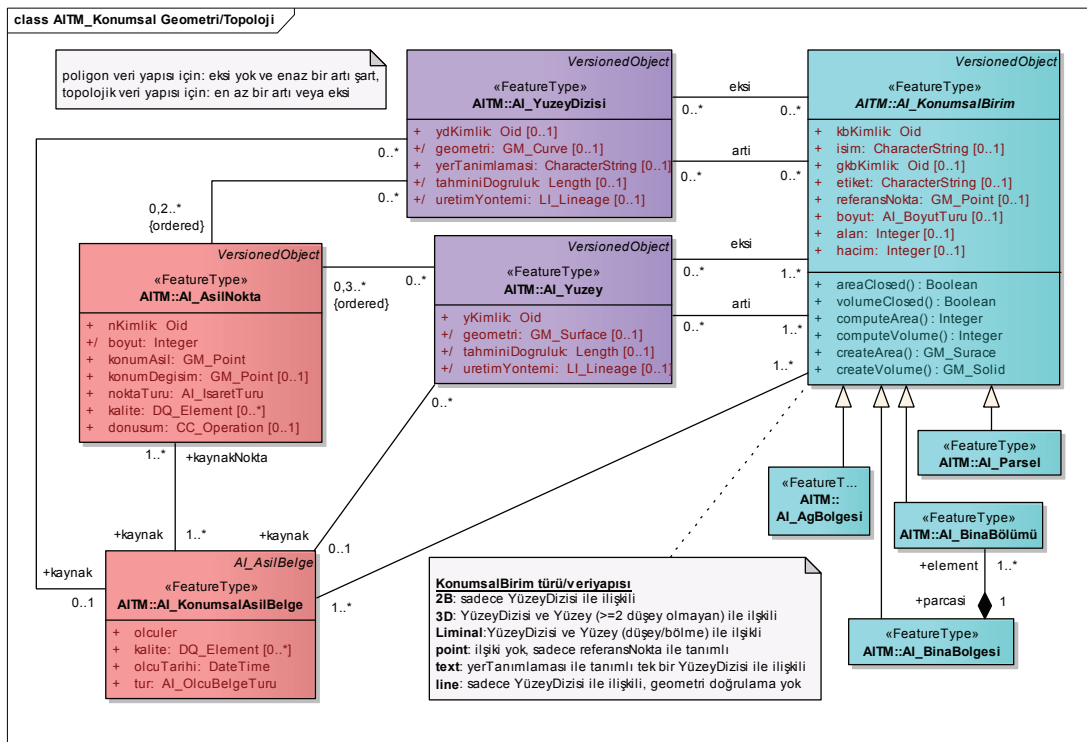 class AITM_Konumsal Geometri/Topoloji
poligon veri yapısı için: eksi yok ve enaz bir artı şart,
topolojik veri yapısı için: en az bir artı veya eksi
VersionedObject
«FeatureType»
AITM::AI_YuzeyDizisi
+ ydKimlik: Oid [0..1]
+/ geometri: GM_Curve [0..1]
+ yerTanimlamasi: CharacterString [0..1]
+/ tahminiDogruluk: Length [0..1]
+/ uretimYontemi: LI_Lineage [0..1]
eksi
0..*
0..*
arti
0..*
0..*
VersionedObject
«FeatureType»
AITM::AI_KonumsalBirim
+ kbKimlik: Oid
+ isim: CharacterString [0..1]
+ gkbKimlik: Oid [0..1]
+ etiket: CharacterString [0..1]
+ referansNokta: GM_Point [0..1]
+ boyut: AI_BoyutTuru [0..1]
+ alan: Integer [0..1]
+ hacim: Integer [0..1]
+ areaClosed() : Boolean
+ volumeClosed() : Boolean
+ computeArea() : Integer
+ computeVolume() : Integer
+ createArea() : GM_Surace
+ createVolume() : GM_Solid
0..*
0..*
0,2..*
{ordered}
VersionedObject
«FeatureType»
AITM::AI_AsilNokta
+ nKimlik: Oid
+/ boyut: Integer
+ konumAsil: GM_Point
+ konumDegisim: GM_Point [0..1]
+ noktaTuru: AI_IsaretTuru
+ kalite: DQ_Element [0..*]
+ donusum: CC_Operation [0..1]
0,3..*
{ordered}
0..*
VersionedObject
«FeatureType»
AITM::AI_Yuzey
+ yKimlik: Oid
+/ geometri: GM_Surface [0..1]
+/ tahminiDogruluk: Length [0..1]
+/ uretimYontemi: LI_Lineage [0..1]
eksi
0..*
1..*
arti
0..*
1..*
1..*
0..*
1..*
+kaynakNokta
+kaynak
1..*
+kaynak
0..1
+kaynak
0..1
1..*
AI_AsilBelge
«FeatureType»
AITM::AI_KonumsalAsilBelge
+ olculer
+ kalite: DQ_Element [0..*]
+ olcuTarihi: DateTime
+ tur: AI_OlcuBelgeTuru
KonumsalBirim türü/veriyapısı
2B: sadece YüzeyDizisi ile ilişkili
3D: YüzeyDizisi ve Yüzey (>=2 düşey olmayan) ile ilşkili
Liminal:YüzeyDizisi ve Yüzey (düşey/bölme) ile ilşikli
point: ilşiki yok, sadece referansNokta ile tanımlı
text: yerTanımlaması ile tanımlı tek bir YüzeyDizisi ile ilişkili
line: sadece YüzeyDizisi ile ilişkili, geometri doğrulama yok
«FeatureT...
AITM::
AI_AgBolgesi
«FeatureType»
AITM::AI_Parsel
«FeatureType»
AITM::AI_BinaBölümü
+element
1..*
+parcasi
1
«FeatureType»
AITM::AI_BinaBolgesi